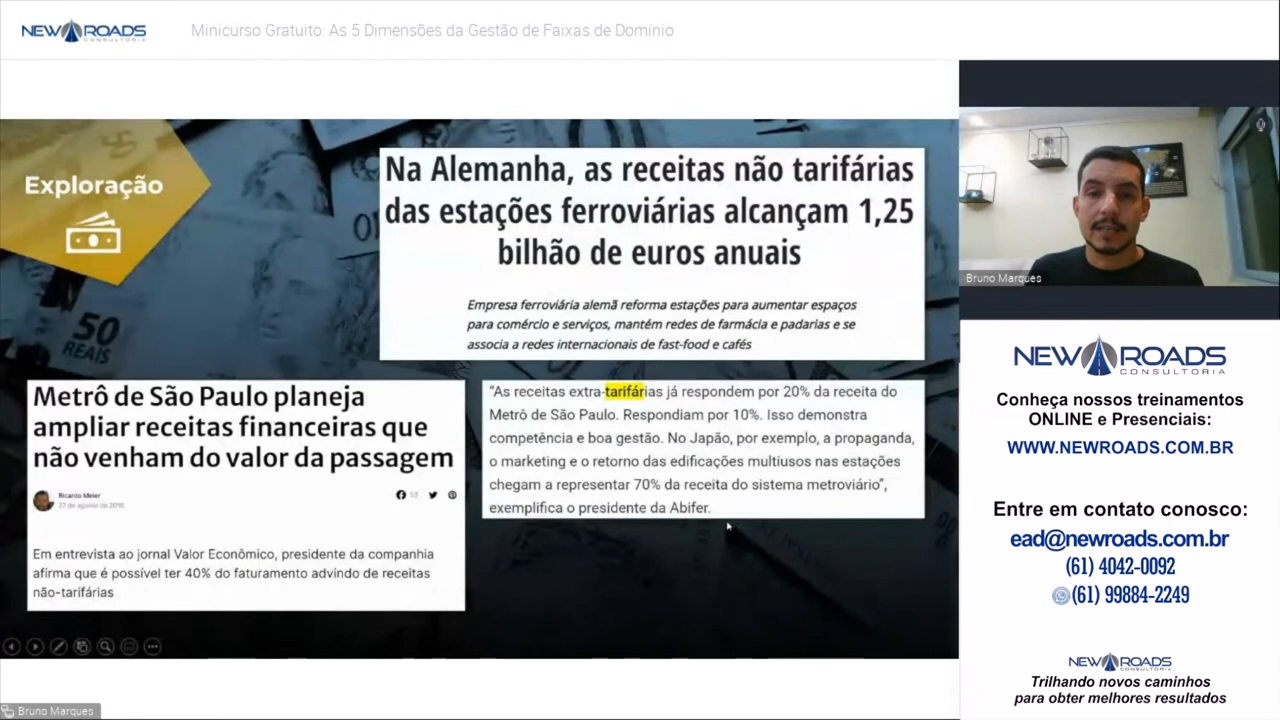 NEW ROADS
CONSULTORIA
Minicurso Gratuito: As 5 Dimensões da Gestão de Faixas de Domínio
Exploração
50
REAIS
Na Alemanha, as receitas não tarifárias
das estações ferroviárias alcançam 1,25
bilhão de euros anuais
Empresa ferroviária alemã reforma estações para aumentar espaços
para comércio e serviços, mantém redes de farmácia e padarias e se
associa a redes internacionais de fast-food e cafés
Metrô de São Paulo planeja
ampliar receitas financeiras que
não venham do valor da passagem
Ricardo Meier
Em entrevista ao jornal Valor Econômico, presidente da companhia
afirma que é possível ter 40% do faturamento advindo de receitas
não-tarifárias
“As receitas extra-tarifárias já respondem por 20% da receita do
Metrô de São Paulo. Respondiam por 10%. Isso demonstra
competência e boa gestão. No Japão, por exemplo, a propaganda,
o marketing e o retorno das edificações multiusos nas estações
chegam a representar 70% da receita do sistema metroviário”,
exemplifica o presidente da Abifer.
Bruno Marques
Bruno Marques
NEW ROADS
CONSULTORIA
Conheça nossos treinamentos
ONLINE e Presenciais:
WWW.NEWROADS.COM.BR
Entre em contato conosco:
ead@newroads.com.br
(61) 4042-0092
(61) 99884-2249
NEW ROADS
CONSULTORIA
Trilhando novos caminhos
para obter melhores resultados